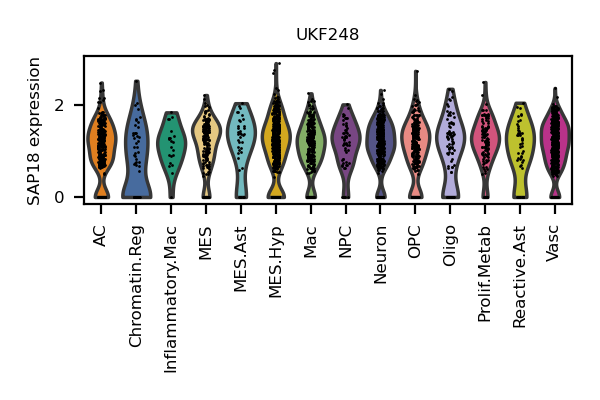 UKF248
SAP18 expression
2
0
AC
Chromatin.Reg
Inflammatory.Mac
MES
MES.Ast
MES.Hyp
Mac
NPC
Neuron
OPC
Oligo
Prolif.Metab
Reactive.Ast
Vasc